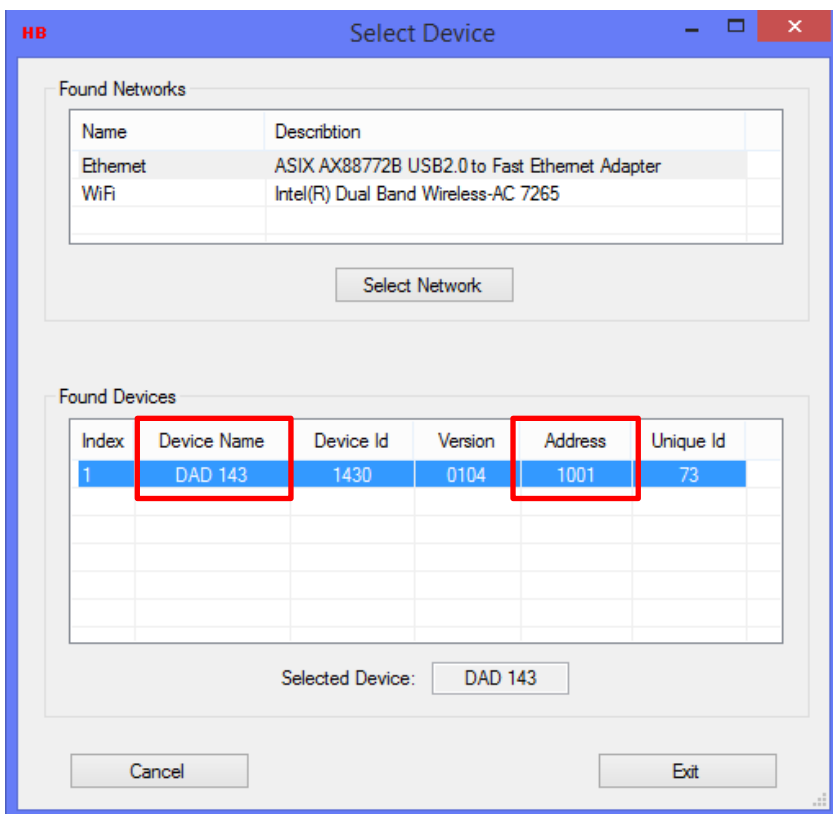 HB Select Device
Found Networks
Name Describtion
Ethernet ASIX AX88772B USB2.0 to Fast Ethernet Adapter
WiFi Intel(R) Dual Band Wireless-AC 7265
Select Network
Found Devices
Index Device Name Device Id Version Address Unique Id
1 DAD 143 1430 0104 1001 73
Selected Device: DAD 143
Cancel Exit